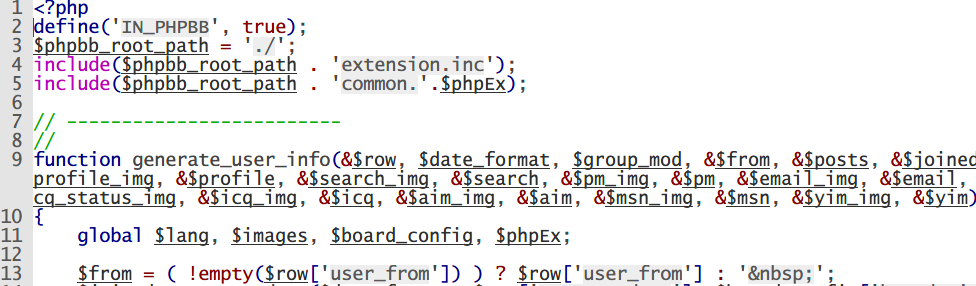 1 <?php
2 define('IN_PHPBB', true);
3 $phpbb_root_path = './';
4 include($phpbb_root_path . 'extension.inc');
5 include($phpbb_root_path . 'common.'.$phpEx);
6
7 // -------------------------
8 //
9 function generate_user_info(&$row, $date_format, $group_mod, &$from, &$posts, &$joined
profile_img, &$profile, &$search_img, &$search, &$pm_img, &$pm, &$email_img, &$email,
cq_status_img, &$icq_img, &$icq, &$aim_img, &$aim, &$msn_img, &$msn, &$yim_img, &$yim)
10 {
11 global $lang, $images, $board_config, $phpEx;
12
13 $from = ( !empty($row['user_from']) ) ? $row['user_from'] : '&nbsp;';